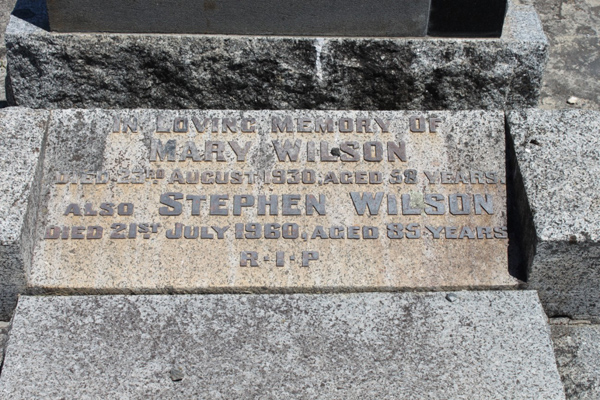 IN LOVING MEMORY OF
MARY WILSON
DIED 22ND AUGUST 1930, AGED 58 YEARS.
ALSO STEPHEN WILSON
DIED 21ST JULY 1960, AGED 85 YEARS
R·I·P